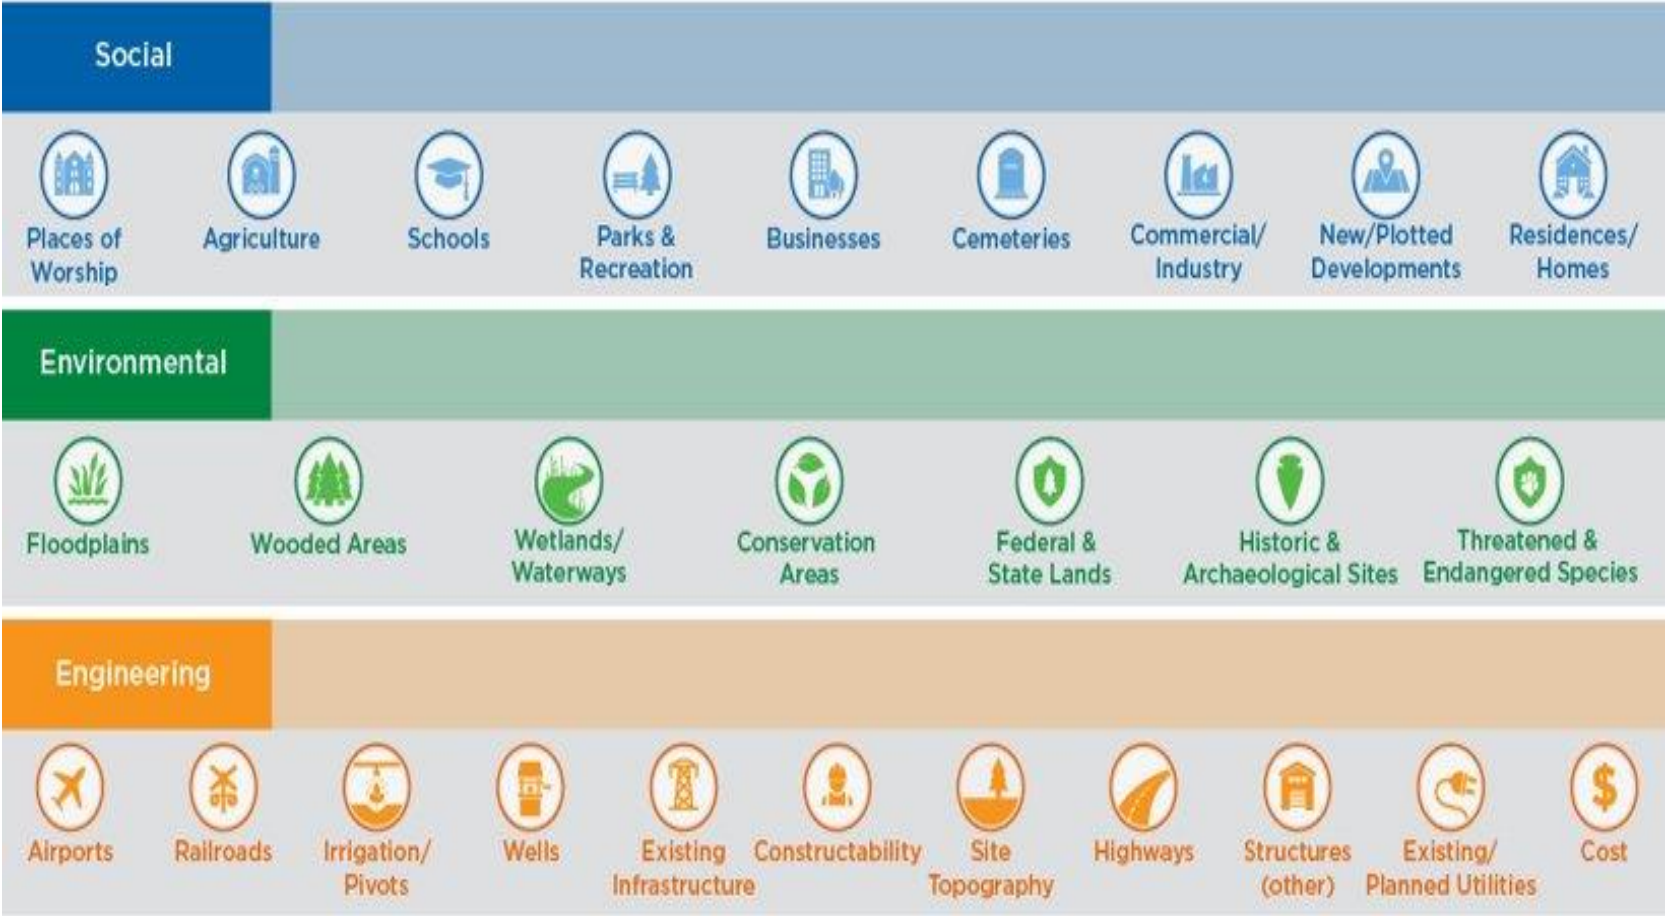 Social
Places of Worship
Agriculture
Schools
Parks & Recreation
Businesses
Cemeteries
Commercial/ Industry
New/Plotted Developments
Residences/ Homes
Environmental
Floodplains
Wooded Areas
Wetlands/ Waterways
Conservation Areas
Federal & State Lands
Historic & Archaeological Sites
Threatened & Endangered Species
Engineering
Airports
Railroads
Irrigation/ Pivots
Wells
Existing Infrastructure
Constructability
Site Topography
Highways
Structures (other)
Existing/ Planned Utilities
Cost
$